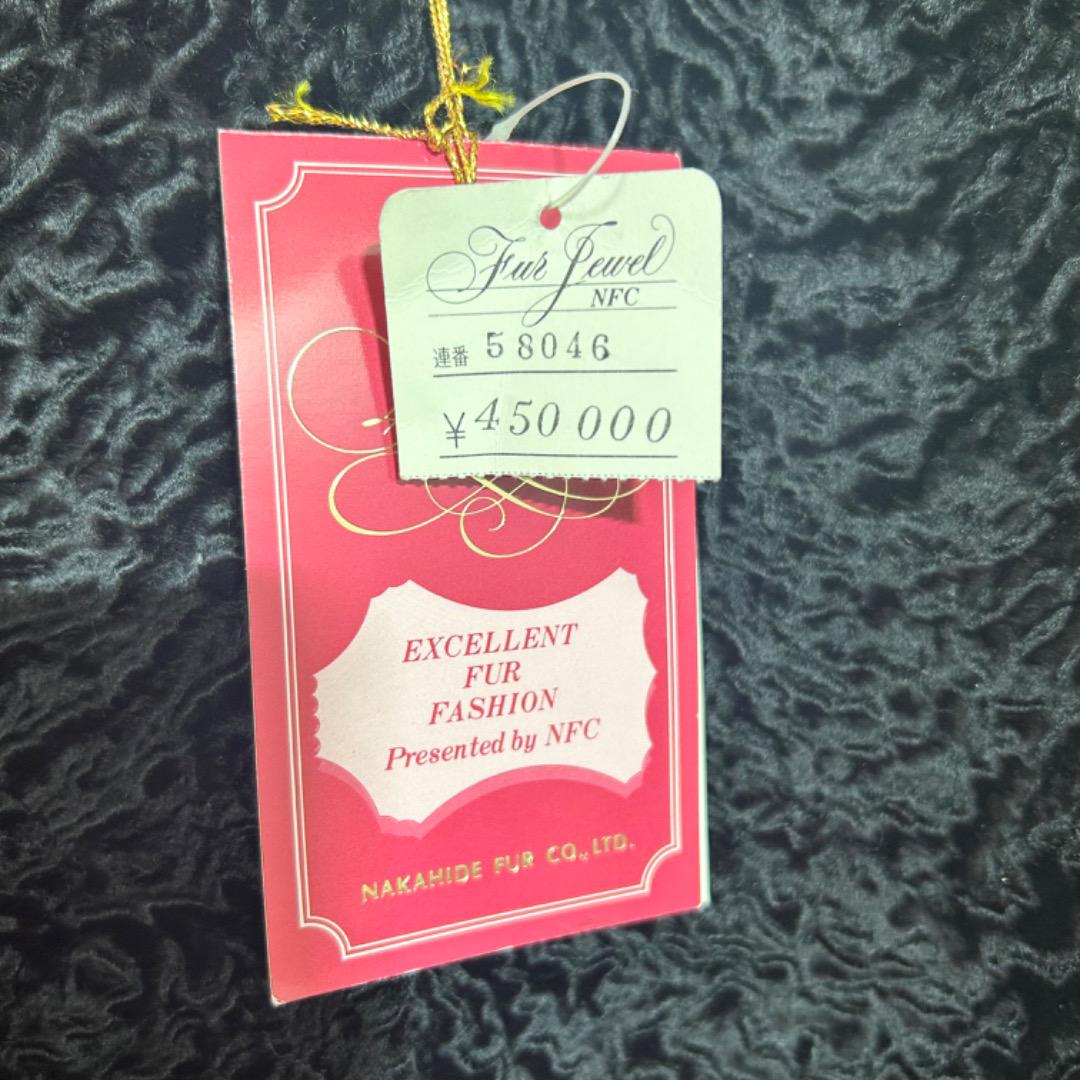 Fur Jewel
NFC
連番 58046
¥450000
EXCELLENT
FUR
FASHION
Presented by NFC
NAKAHIDE FUR CO., LTD.